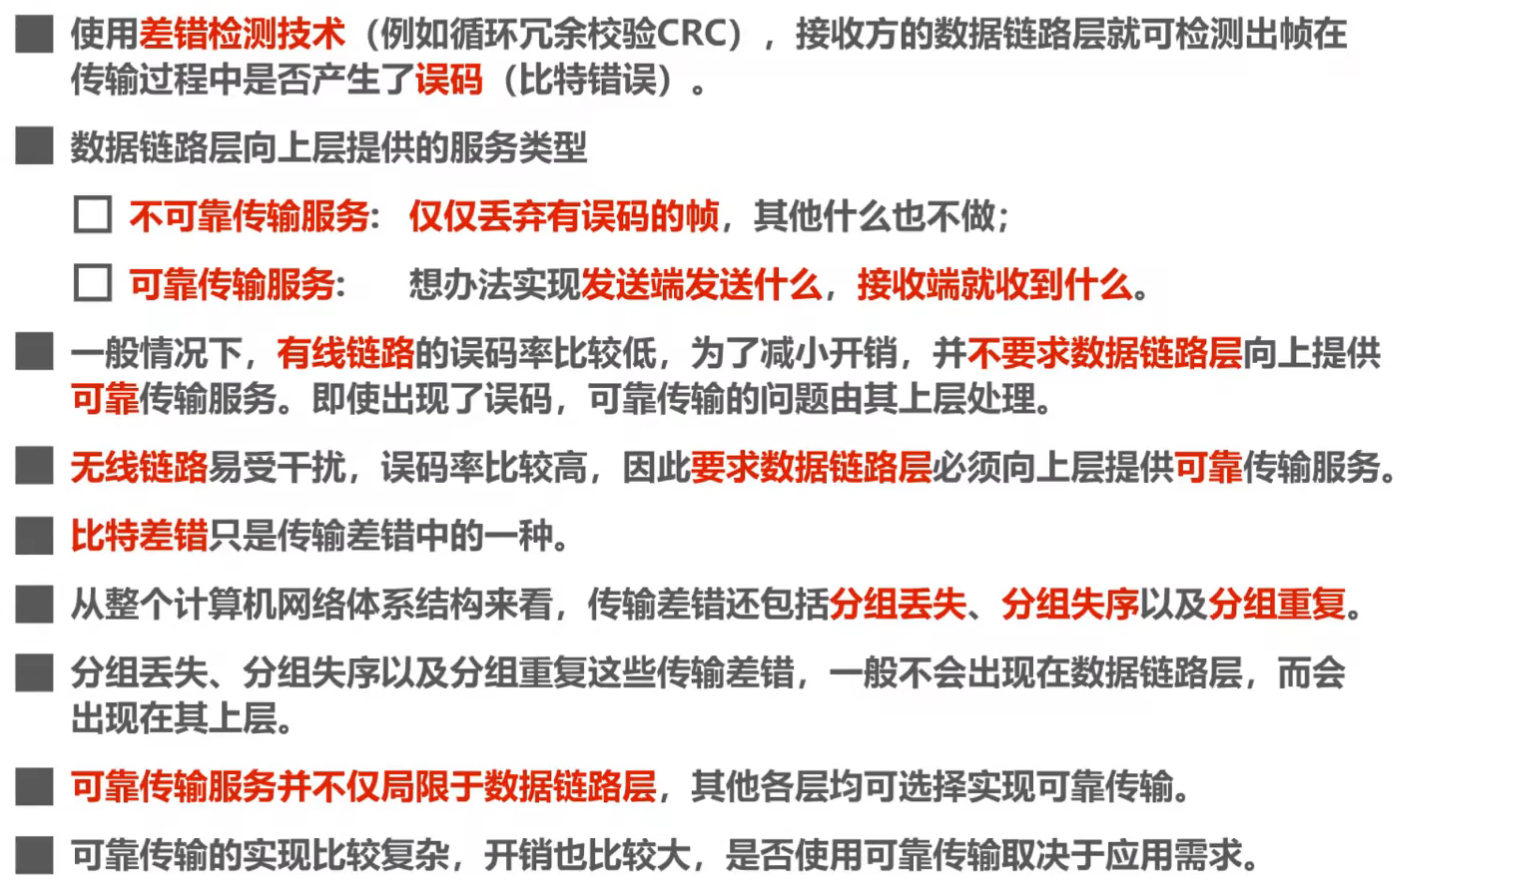 使用差错检测技术（例如循环冗余校验CRC），接收方的数据链路层就可检测出帧在
传输过程中是否产生了误码（比特错误）。
数据链路层向上层提供的服务类型
不可靠传输服务: 仅仅丢弃有误码的帧，其他什么也不做;
可靠传输服务: 想办法实现发送端发送什么，接收端就收到什么。
一般情况下，有线链路的误码率比较低，为了减小开销，并不要求数据链路层向上提供
可靠传输服务。即使出现了误码，可靠传输的问题由其上层处理。
无线链路易受干扰，误码率比较高，因此要求数据链路层必须向上层提供可靠传输服务。
比特差错只是传输差错中的一种。
从整个计算机网络体系结构来看，传输差错还包括分组丢失、分组失序以及分组重复。
分组丢失、分组失序以及分组重复这些传输差错，一般不会出现在数据链路层，而会
出现在其上层。
可靠传输服务并不仅局限于数据链路层，其他各层均可选择实现可靠传输。
可靠传输的实现比较复杂，开销也比较大，是否使用可靠传输取决于应用需求。